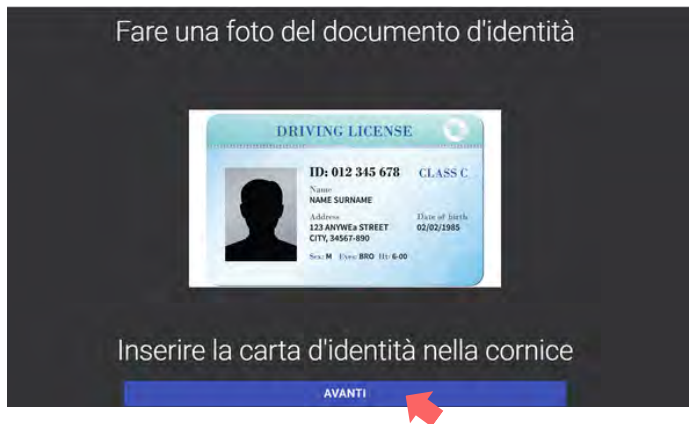 Fare una foto del documento d'identità
DRIVING LICENSE
ID: 012 345 678 CLASS C
Name
NAME SURNAME
Address Date of birth
123 ANYWEa STREET 02/02/1985
CITY, 34567-890
Sex: M Eyes: BRO Ht: 6-00
Inserire la carta d'identità nella cornice
AVANTI